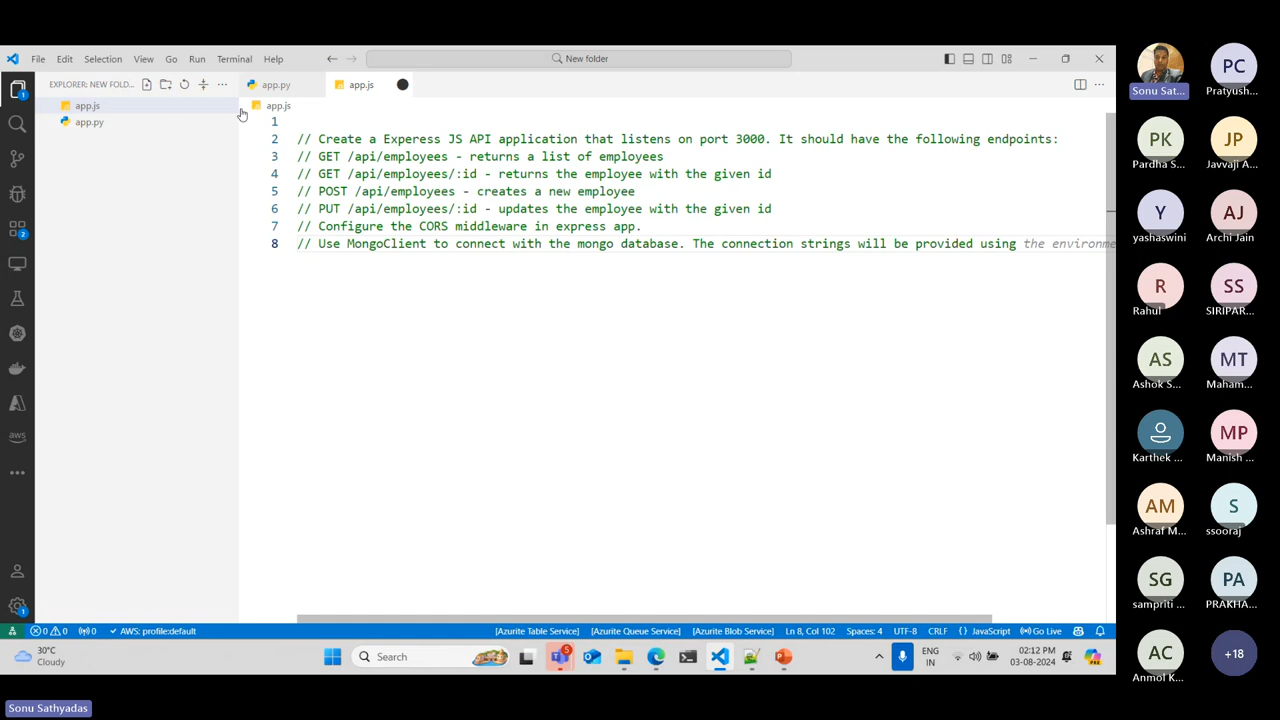 File Edit Selection View Go Run Terminal Help
New folder
EXPLORER: NEW FOLD...
app.js
app.py
app.py
app.js
app.js
1
2 // Create a Experess JS API application that listens on port 3000. It should have the following endpoints:
3 // GET /api/employees - returns a list of employees
4 // GET /api/employees/:id - returns the employee with the given id
5 // POST /api/employees - creates a new employee
6 // PUT /api/employees/:id - updates the employee with the given id
7 // Configure the CORS middleware in express app.
8 // Use MongoClient to connect with the mongo database. The connection strings will be provided using the environme
aws
0 0 0 AWS: profile:default
[Azurite Table Service] [Azurite Queue Service] [Azurite Blob Service] Ln 8, Col 102 Spaces: 4 UTF-8 CRLF {} JavaScript Go Live
30°C
Cloudy
Search
5
ENG
IN
02:12 PM
03-08-2024
Sonu Sathyadas
Sonu Sat...
PC
Pratyush...
PK
Pardha S...
JP
Javvaji A...
Y
yashaswini
AJ
Archi Jain
R
Rahul
SS
SIRIPAR...
AS
Ashok S...
MT
Maham...
Karthek ...
MP
Manish ...
AM
Ashraf M...
S
ssooraj
SG
sampriti ...
PA
PRAKHA...
AC
Anmol K...
+18